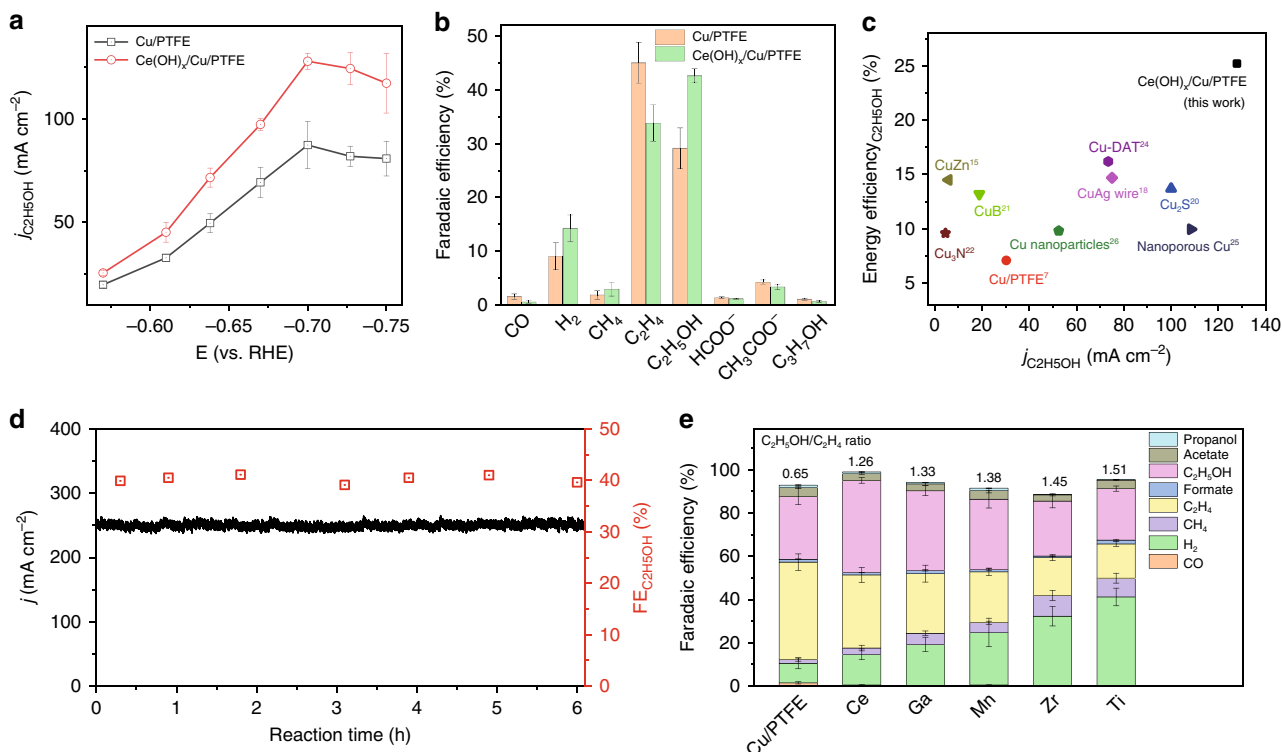 a
Cu/PTFE
Ce(OH)ₓ/Cu/PTFE
100
50
j_C2H5OH (mA cm⁻²)
−0.60 −0.65 −0.70 −0.75
E (vs. RHE)
b
Cu/PTFE
Ce(OH)ₓ/Cu/PTFE
50
40
30
20
10
0
Faradaic efficiency (%)
CO H₂ CH₄ C₂H₄ C₂H₅OH HCOO⁻ CH₃COO⁻ C₃H₇OH
c
25
20
15
10
5
Energy efficiency_C2H5OH (%)
Ce(OH)ₓ/Cu/PTFE
(this work)
Cu-DAT²⁴
CuZn¹⁵
CuAg wire¹⁸
CuB²¹
Cu₂S²⁰
Cu₃N²²
Cu nanoparticles²⁶
Nanoporous Cu²⁵
Cu/PTFE⁷
0 20 40 60 80 100 120 140
j_C2H5OH (mA cm⁻²)
d
400
350
300
250
200
j (mA cm⁻²)
50
40
30
20
10
0
FE_C2H5OH (%)
0 1 2 3 4 5 6
Reaction time (h)
e
C₂H₅OH/C₂H₄ ratio
0.65 1.26 1.33 1.38 1.45 1.51
Propanol
Acetate
C₂H₅OH
Formate
C₂H₄
CH₄
H₂
CO
100
80
60
40
20
0
Faradaic efficiency (%)
Cu/PTFE Ce Ga Mn Zr Ti